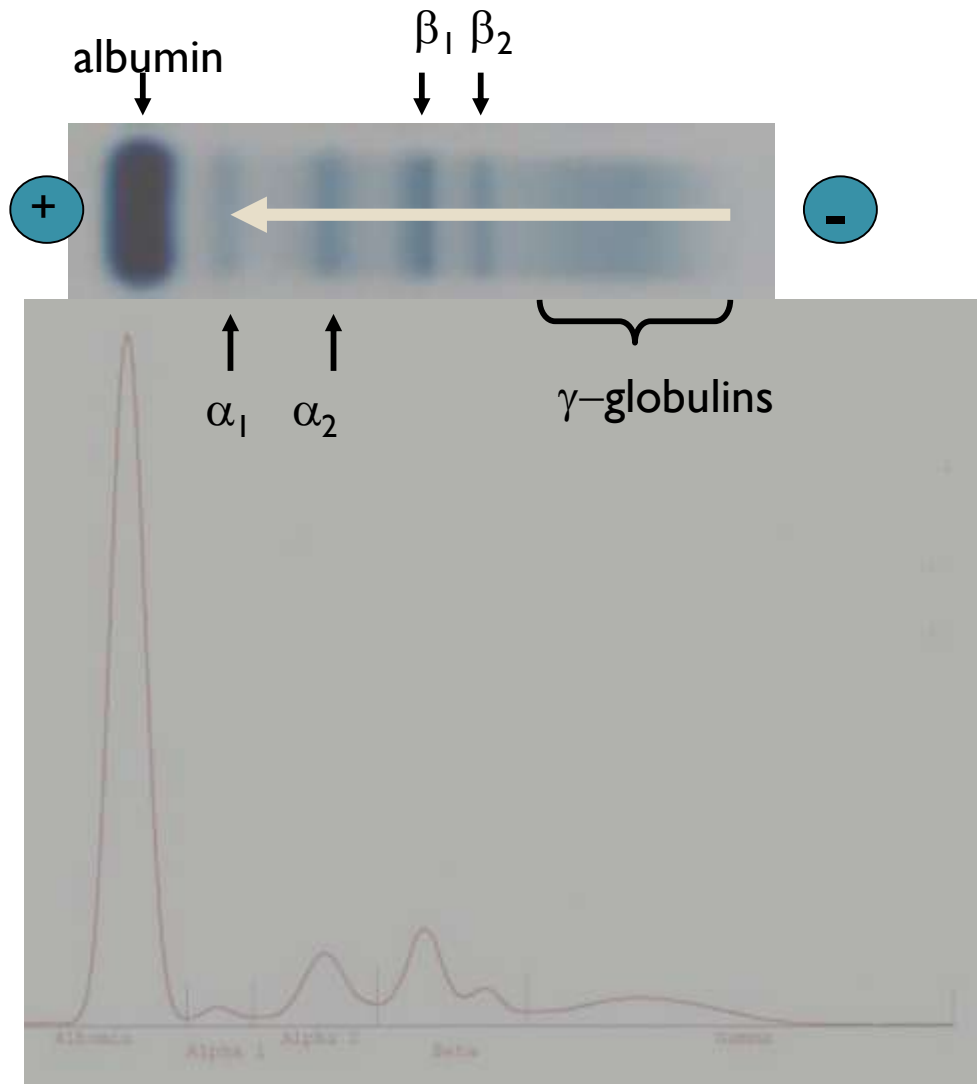 albumin
β1 β2
+
-
α1 α2
γ–globulins
Albumin Alpha 1 Alpha 2 Beta Gamma